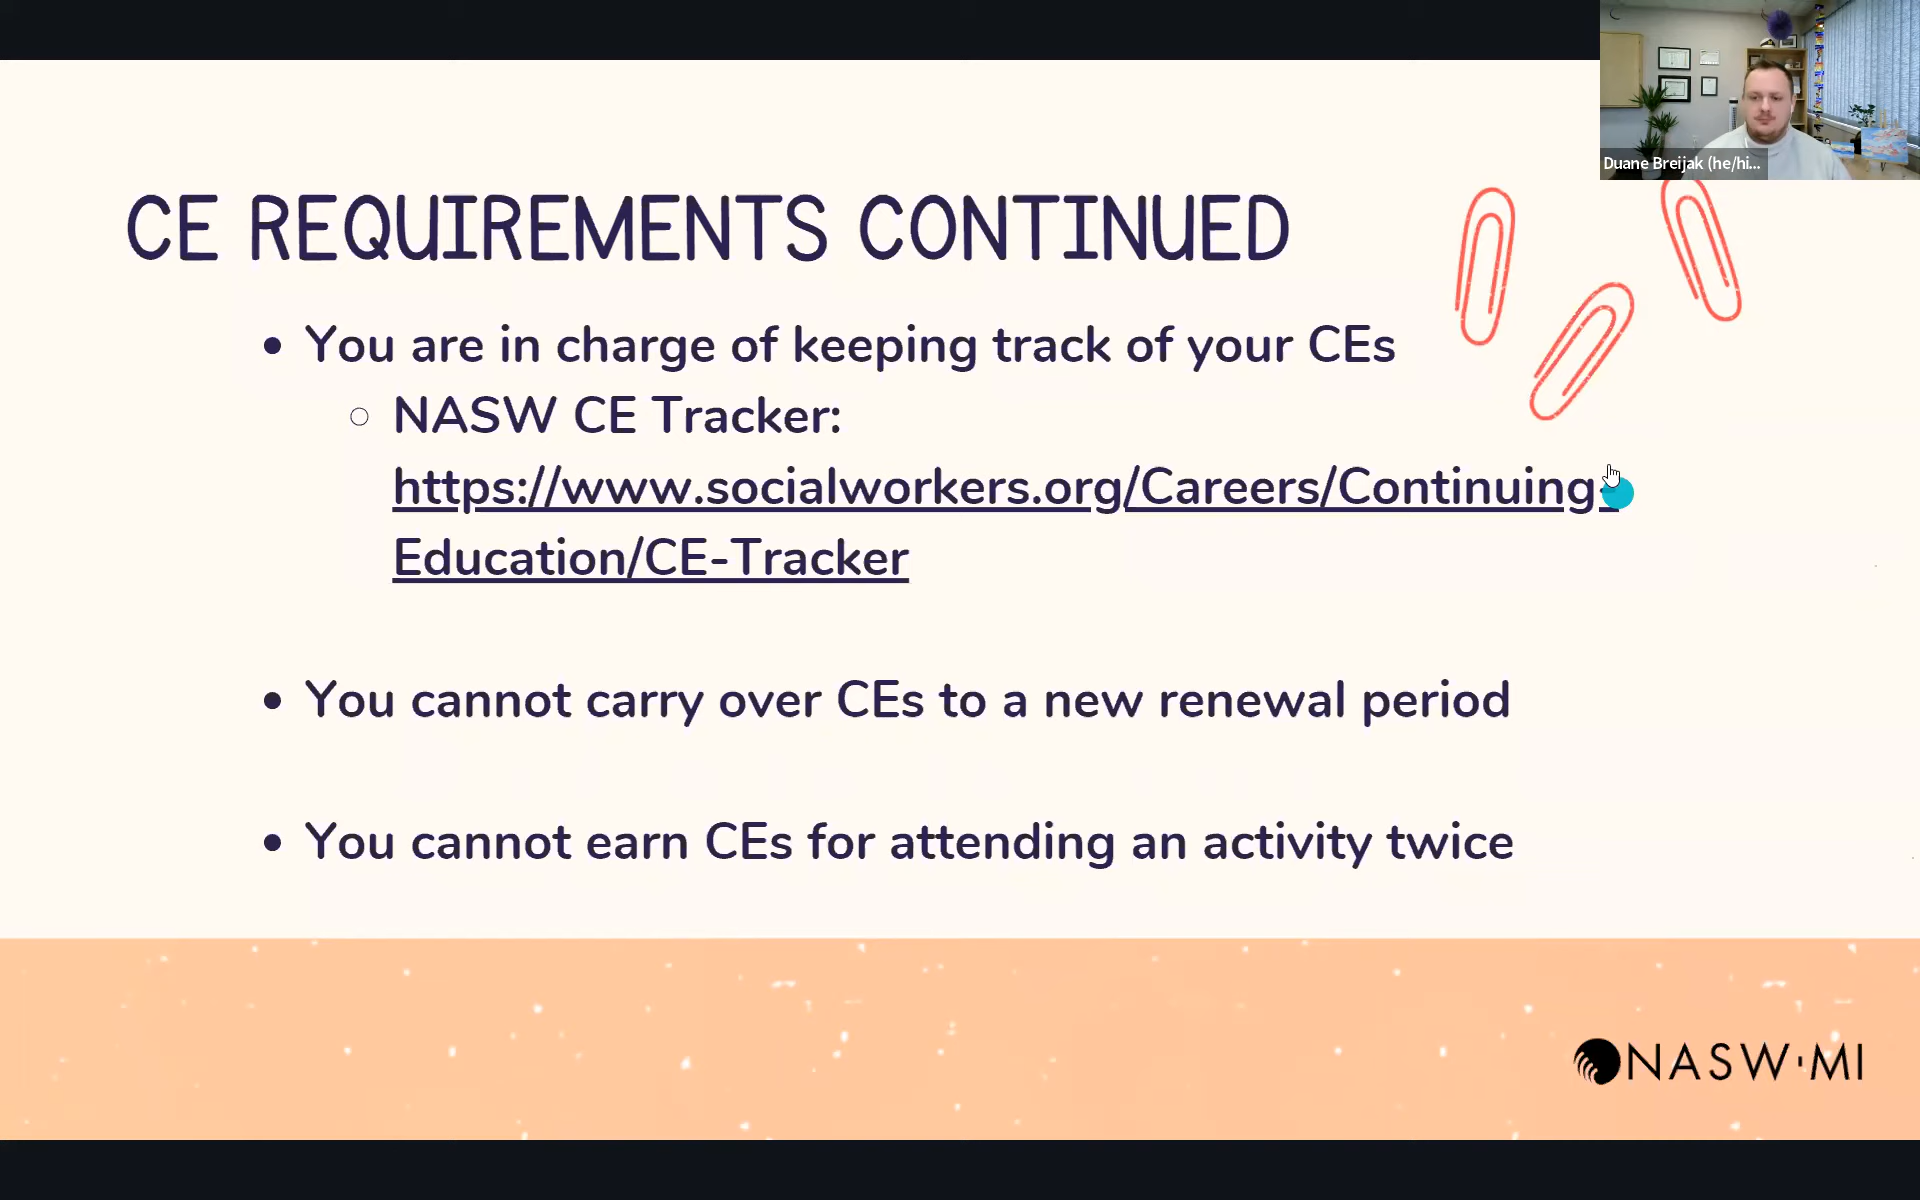 Duane Breijak (he/hi...
CE REQUIREMENTS CONTINUED
• You are in charge of keeping track of your CEs
○ NASW CE Tracker:
https://www.socialworkers.org/Careers/Continuing-
Education/CE-Tracker
• You cannot carry over CEs to a new renewal period
• You cannot earn CEs for attending an activity twice
NASW·MI